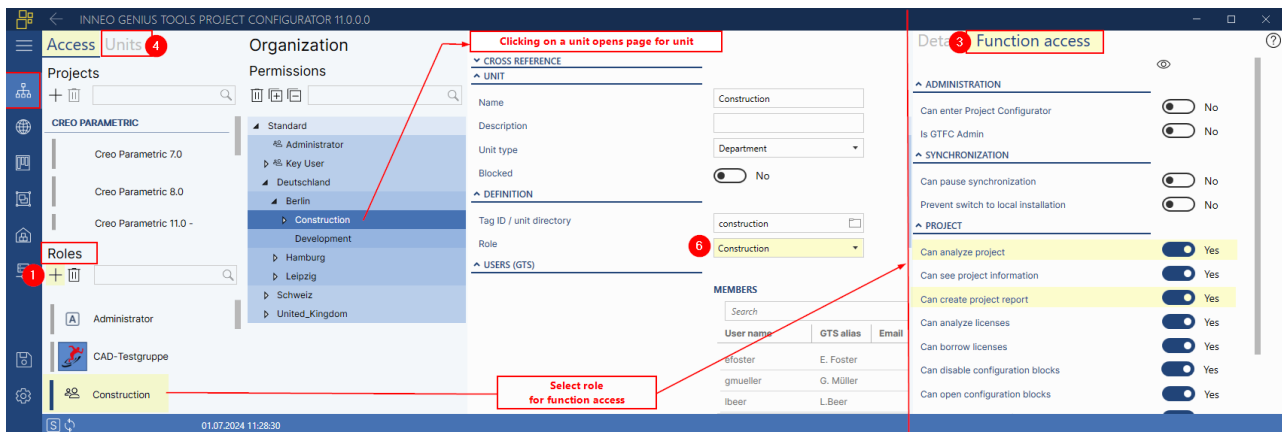 INNEO GENIUS TOOLS PROJECT CONFIGURATOR 11.0.0.0
Access Units 4
Projects
CREO PARAMETRIC
Creo Parametric 7.0
Creo Parametric 8.0
Creo Parametric 11.0 -
Roles
1
A Administrator
CAD-Testgruppe
Construction
Organization
Permissions
Standard
Administrator
Key User
Deutschland
Berlin
Construction
Development
Hamburg
Leipzig
Schweiz
United_Kingdom
Clicking on a unit opens page for unit
CROSS REFERENCE
UNIT
Name Construction
Description
Unit type Department
Blocked No
DEFINITION
Tag ID / unit directory construction
Role 6 Construction
USERS (GTS)
MEMBERS
Search
User name GTS alias Email
efoster E. Foster
gmueller G. Müller
lbeer L.Beer
Select role
for function access
3 Function access
ADMINISTRATION
Can enter Project Configurator No
Is GTFC Admin No
SYNCHRONIZATION
Can pause synchronization No
Prevent switch to local installation No
PROJECT
Can analyze project Yes
Can see project information Yes
Can create project report Yes
Can analyze licenses Yes
Can borrow licenses Yes
Can disable configuration blocks Yes
Can open configuration blocks Yes
S 01.07.2024 11:28:30